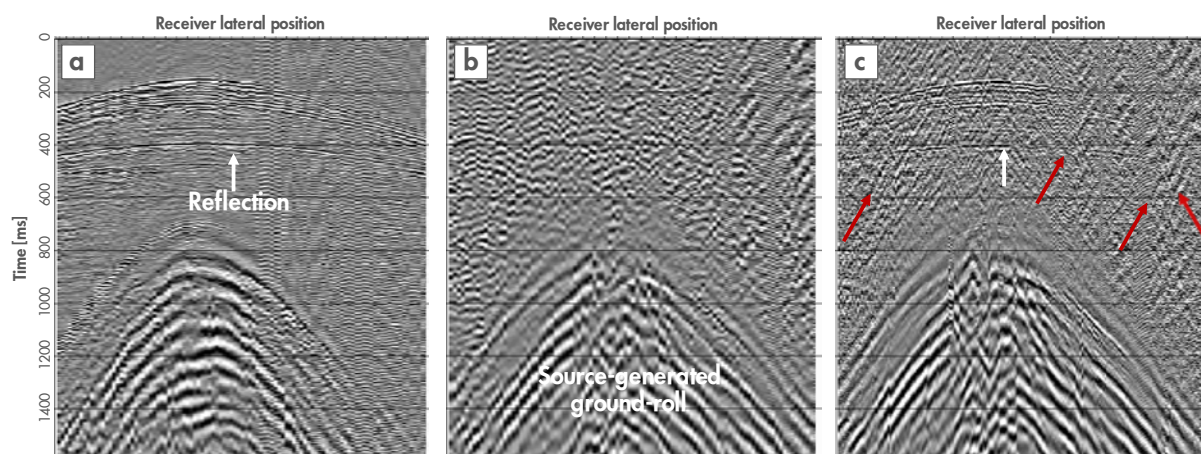 Receiver lateral position
Receiver lateral position
Receiver lateral position
Time [ms]
0
200
400
600
800
1000
1200
1400
a
Reflection
b
Source-generated
ground-roll
c